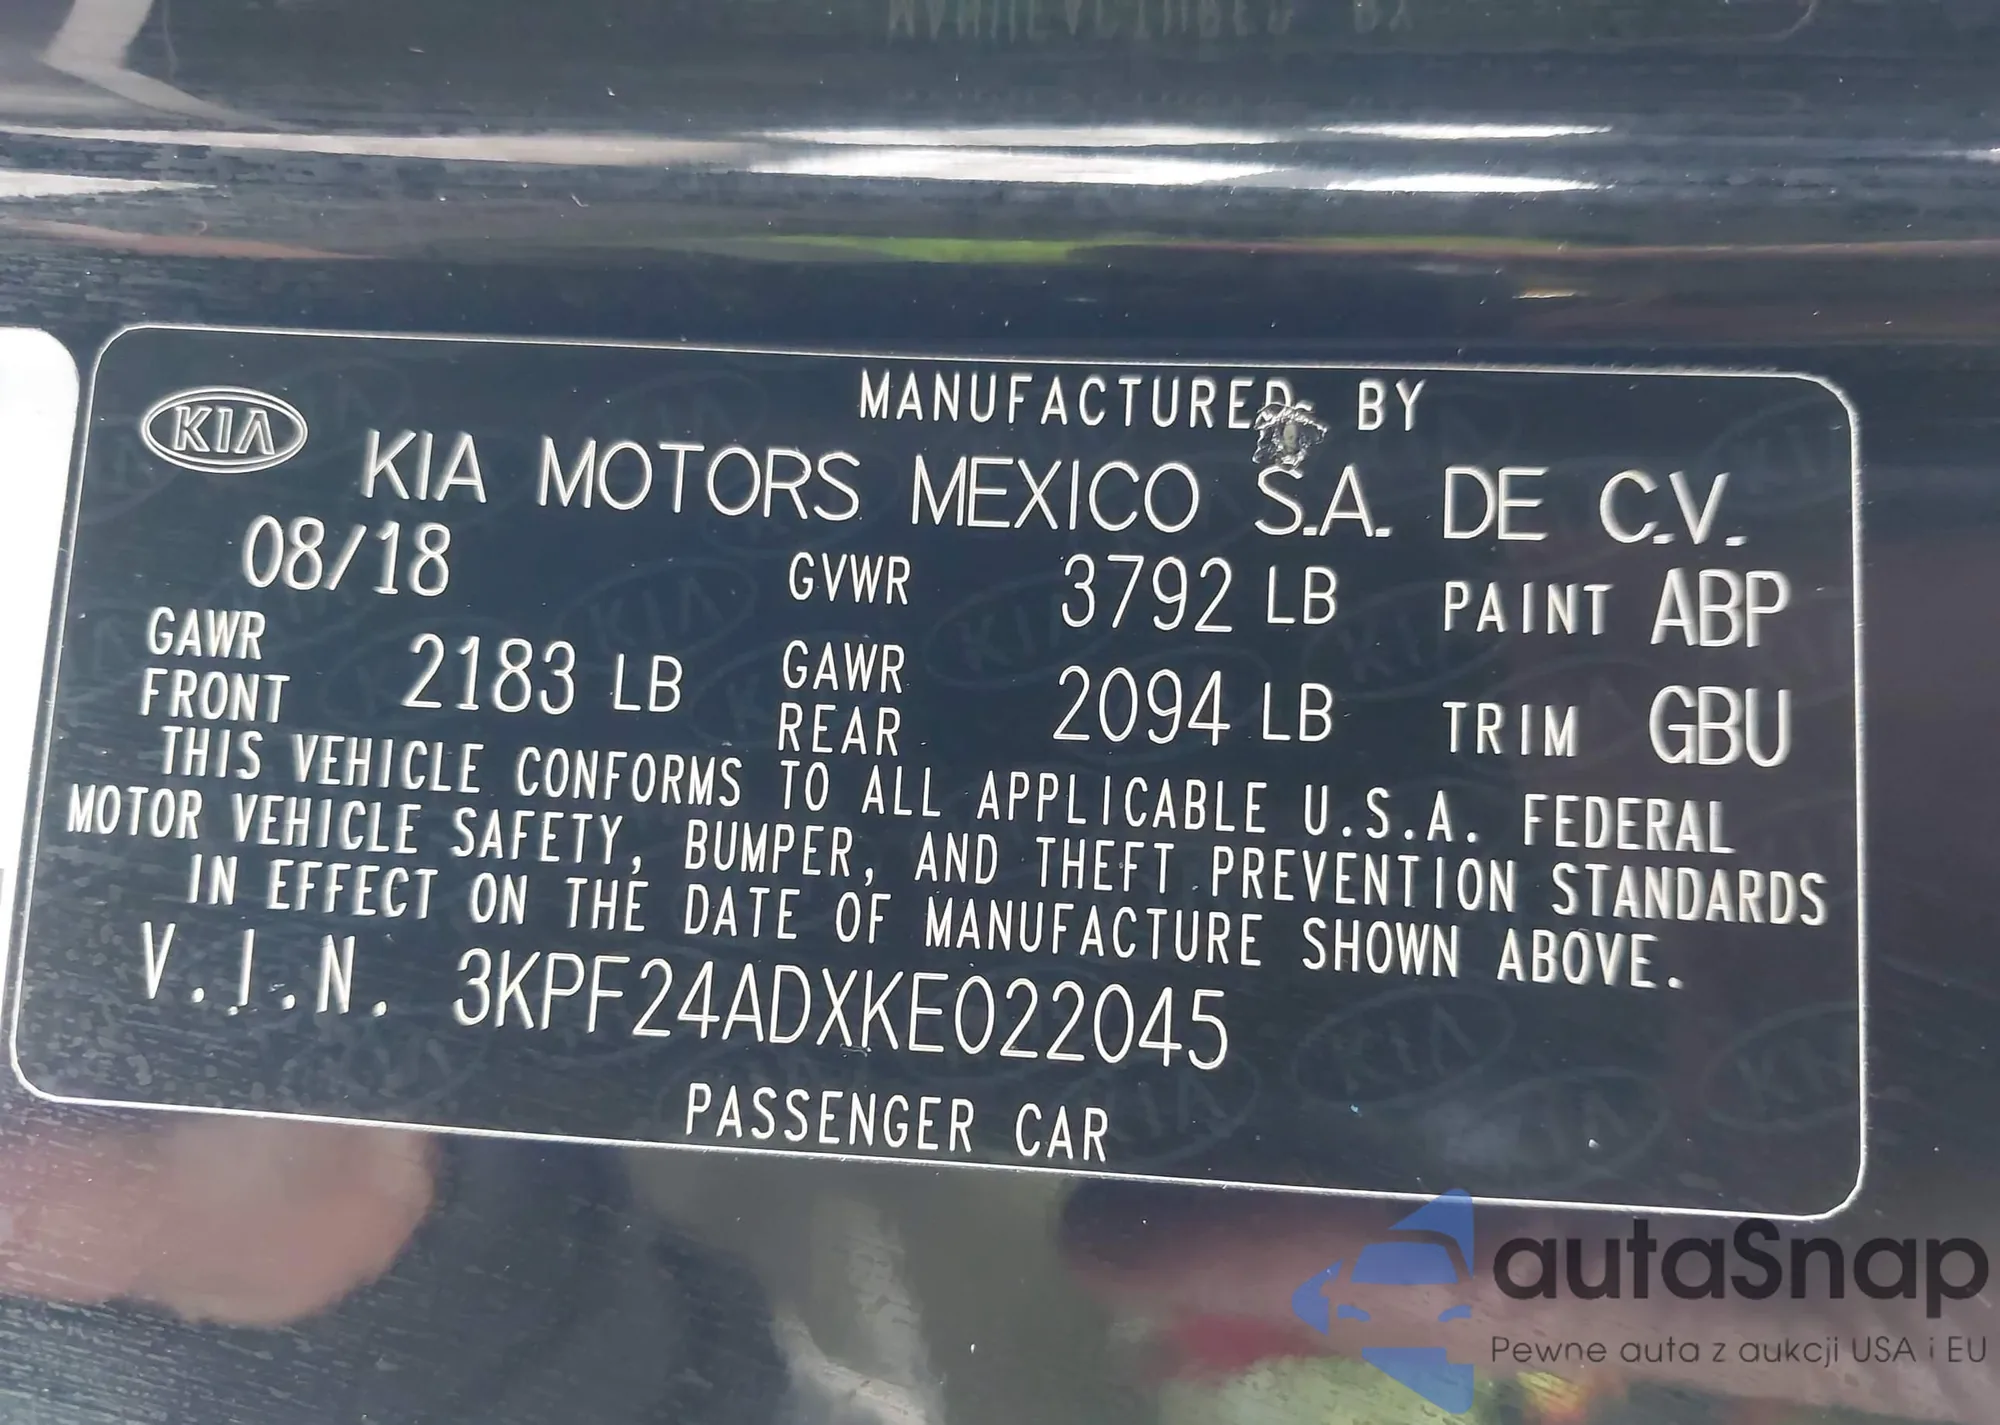 MANUFACTURED BY
KIA
KIA MOTORS MEXICO S.A. DE C.V.
08/18 GVWR 3792 LB PAINT ABP
GAWR FRONT 2183 LB GAWR REAR 2094 LB TRIM GBU
THIS VEHICLE CONFORMS TO ALL APPLICABLE U.S.A. FEDERAL
MOTOR VEHICLE SAFETY, BUMPER, AND THEFT PREVENTION STANDARDS
IN EFFECT ON THE DATE OF MANUFACTURE SHOWN ABOVE.
V.I.N. 3KPF24ADXKE022045
PASSENGER CAR
autaSnap
Pewne auta z aukcji USA i EU